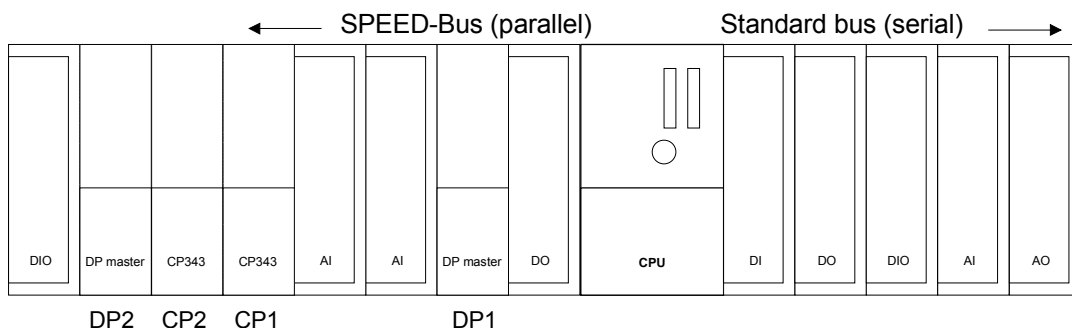 SPEED-Bus (parallel) Standard bus (serial)
DIO DP master CP343 CP343 AI AI DP master DO CPU DI DO DIO AI AO
DP2 CP2 CP1 DP1